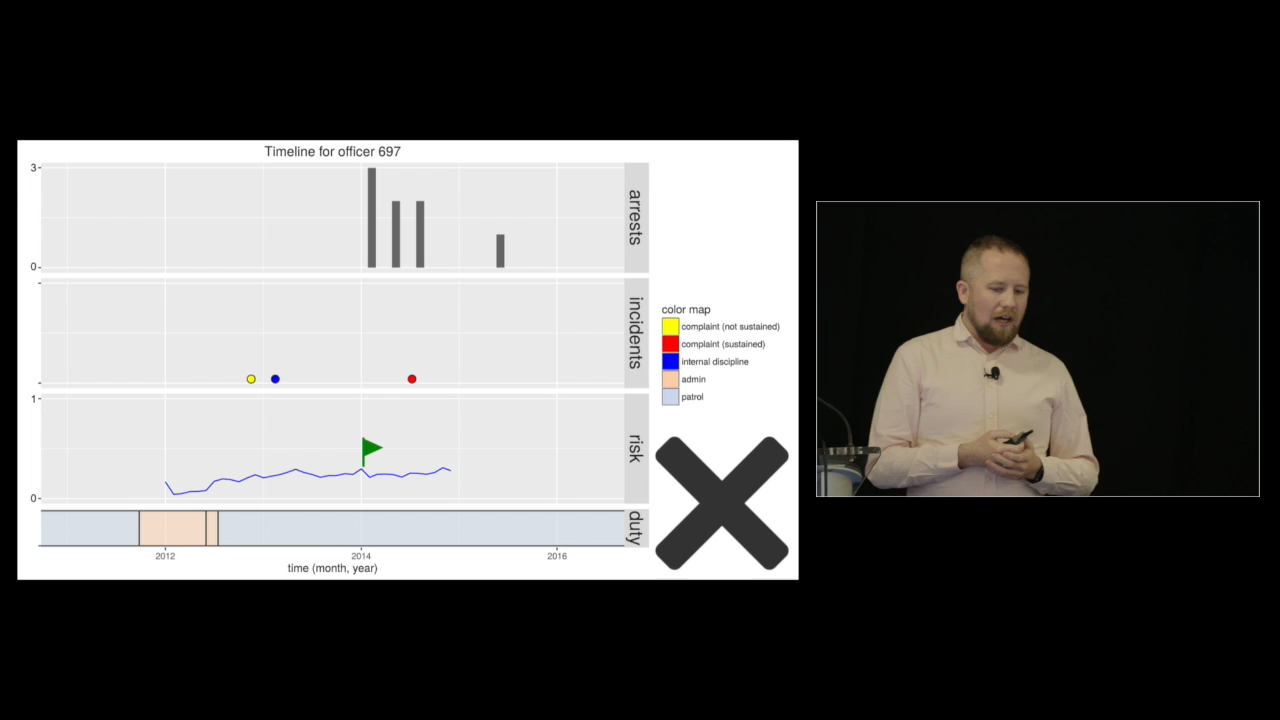 Timeline for officer 697
3
0
arrests
incidents
1
0
risk
duty
2012
2014
2016
time (month, year)
color map
complaint (not sustained)
complaint (sustained)
internal discipline
admin
patrol